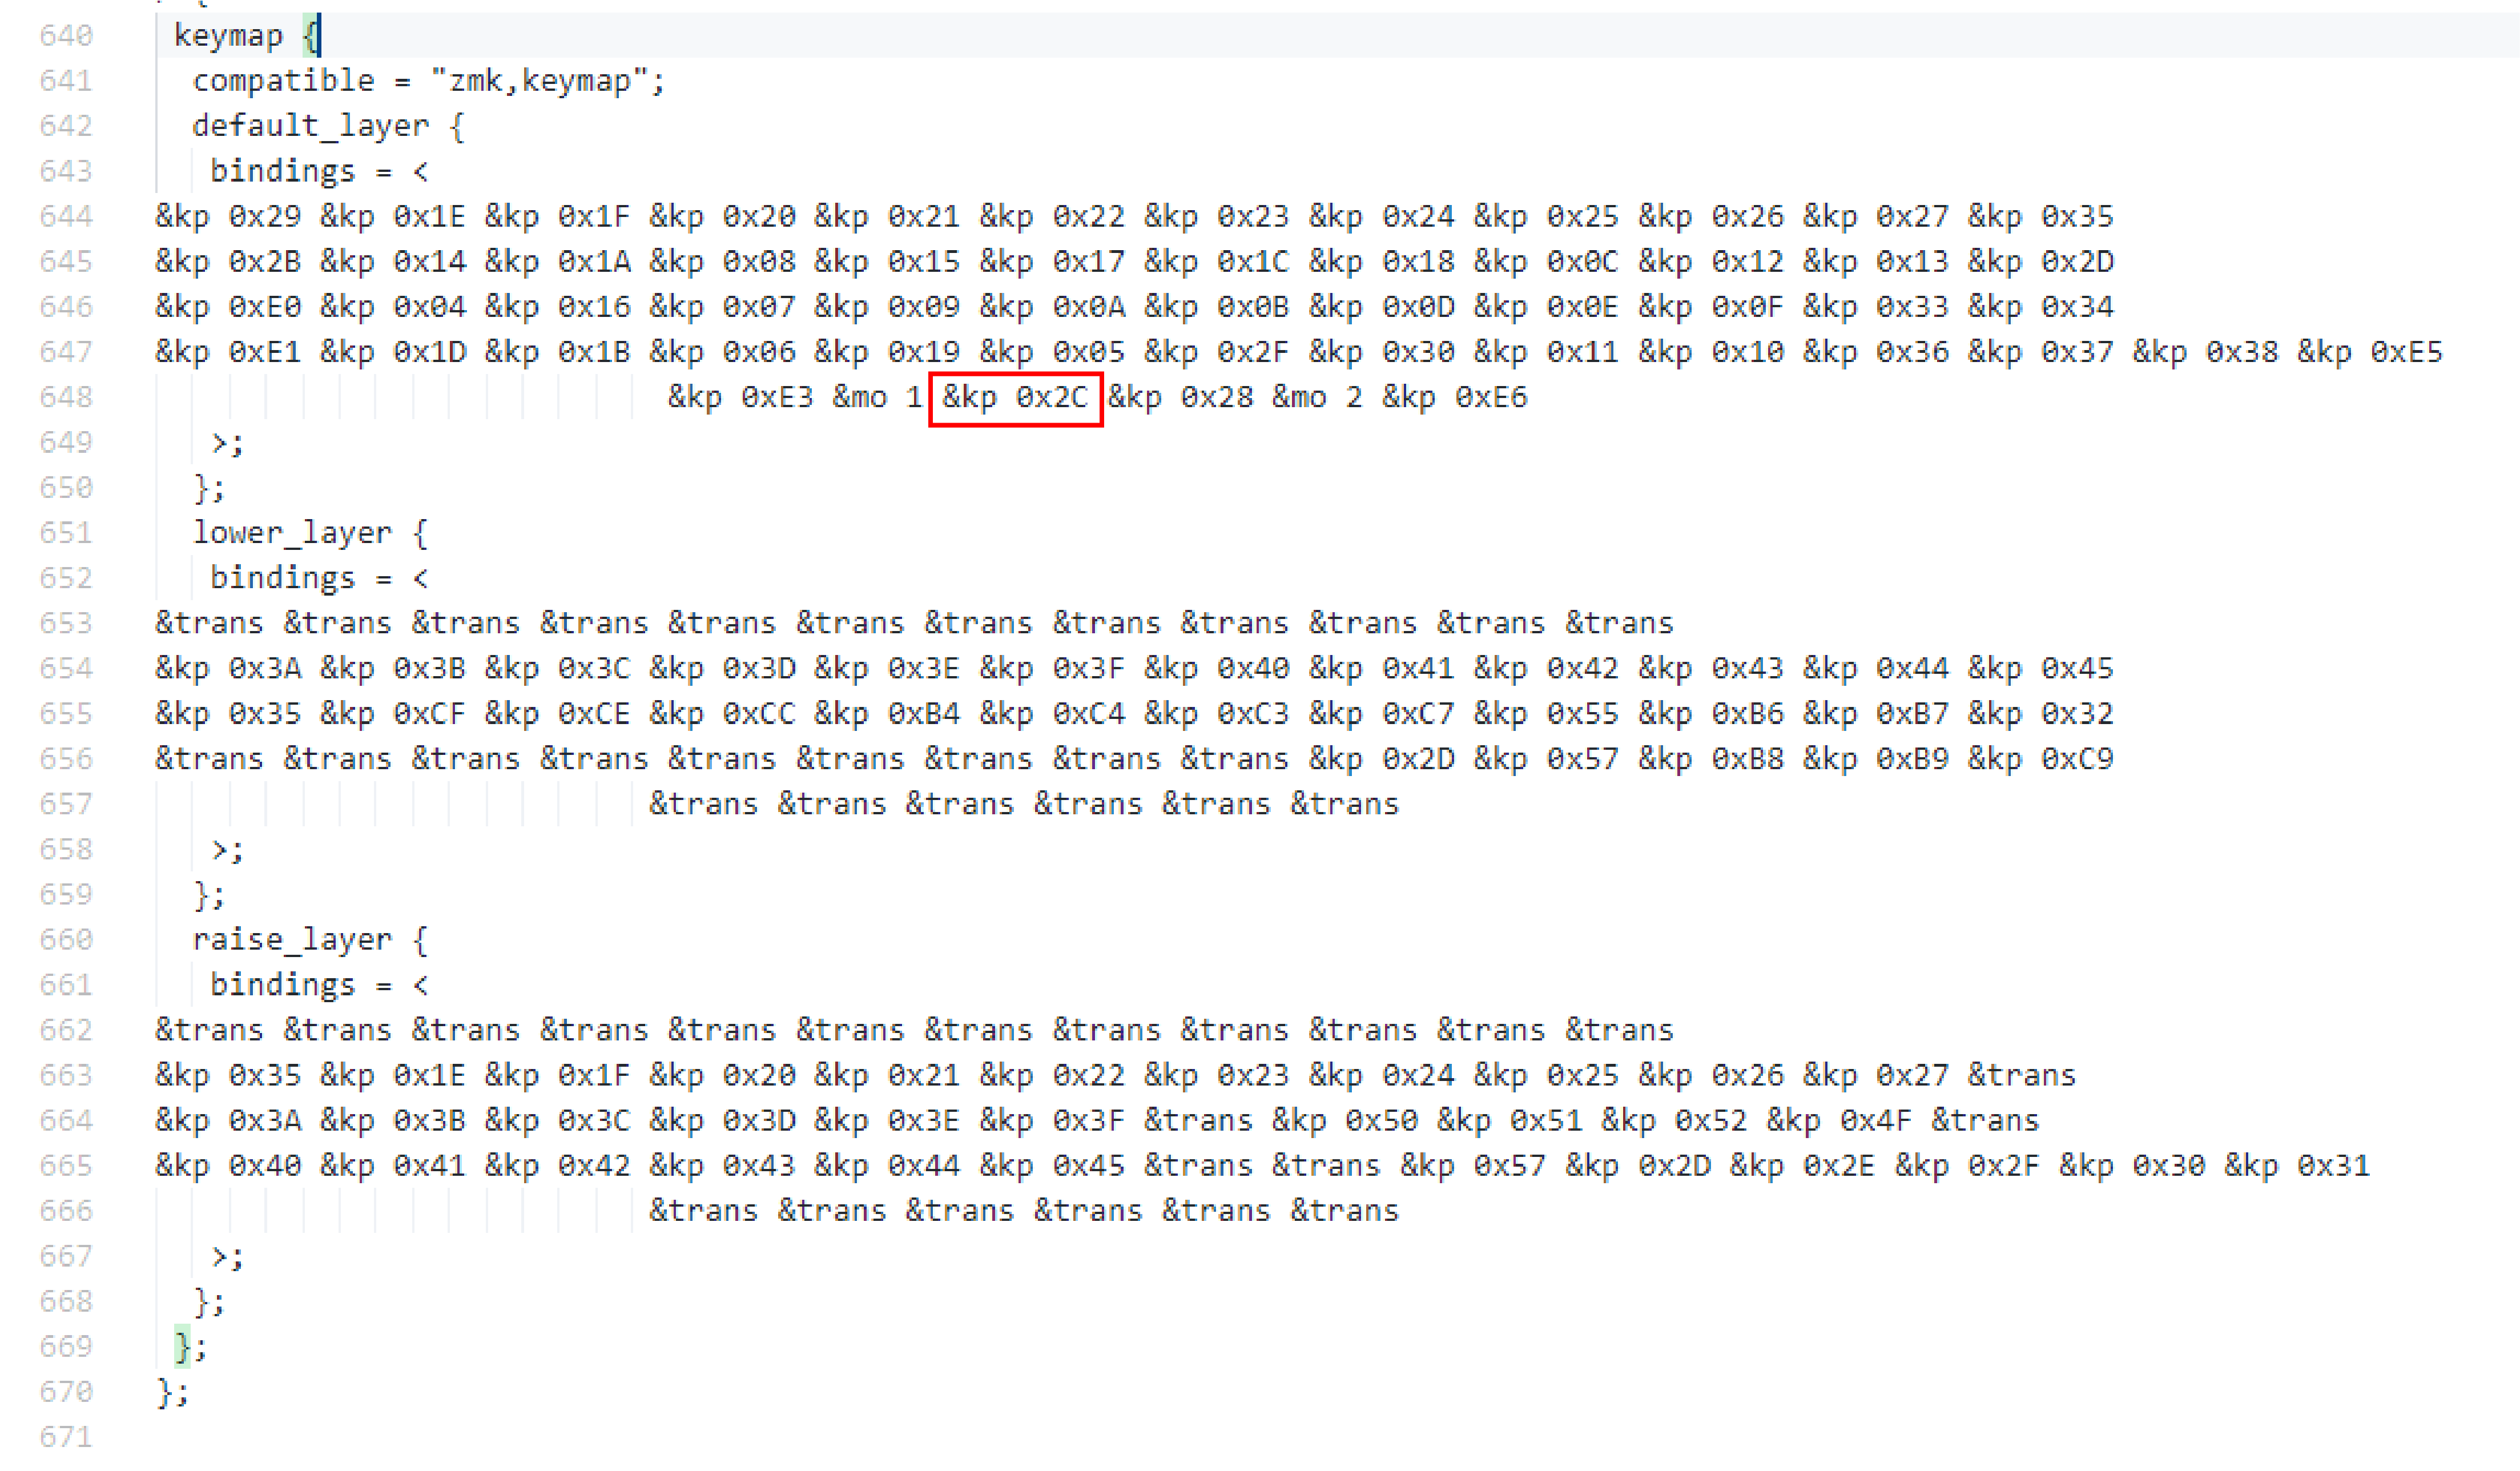 640 keymap {
641 compatible = "zmk,keymap";
642 default_layer {
643 bindings = <
644 &kp 0x29 &kp 0x1E &kp 0x1F &kp 0x20 &kp 0x21 &kp 0x22 &kp 0x23 &kp 0x24 &kp 0x25 &kp 0x26 &kp 0x27 &kp 0x35
645 &kp 0x2B &kp 0x14 &kp 0x1A &kp 0x08 &kp 0x15 &kp 0x17 &kp 0x1C &kp 0x18 &kp 0x0C &kp 0x12 &kp 0x13 &kp 0x2D
646 &kp 0xE0 &kp 0x04 &kp 0x16 &kp 0x07 &kp 0x09 &kp 0x0A &kp 0x0B &kp 0x0D &kp 0x0E &kp 0x0F &kp 0x33 &kp 0x34
647 &kp 0xE1 &kp 0x1D &kp 0x1B &kp 0x06 &kp 0x19 &kp 0x05 &kp 0x2F &kp 0x30 &kp 0x11 &kp 0x10 &kp 0x36 &kp 0x37 &kp 0x38 &kp 0xE5
648 &kp 0xE3 &mo 1 &kp 0x2C &kp 0x28 &mo 2 &kp 0xE6
649 >;
650 };
651 lower_layer {
652 bindings = <
653 &trans &trans &trans &trans &trans &trans &trans &trans &trans &trans &trans &trans
654 &kp 0x3A &kp 0x3B &kp 0x3C &kp 0x3D &kp 0x3E &kp 0x3F &kp 0x40 &kp 0x41 &kp 0x42 &kp 0x43 &kp 0x44 &kp 0x45
655 &kp 0x35 &kp 0xCF &kp 0xCE &kp 0xCC &kp 0xB4 &kp 0xC4 &kp 0xC3 &kp 0xC7 &kp 0x55 &kp 0xB6 &kp 0xB7 &kp 0x32
656 &trans &trans &trans &trans &trans &trans &trans &trans &trans &kp 0x2D &kp 0x57 &kp 0xB8 &kp 0xB9 &kp 0xC9
657 &trans &trans &trans &trans &trans &trans
658 >;
659 };
660 raise_layer {
661 bindings = <
662 &trans &trans &trans &trans &trans &trans &trans &trans &trans &trans &trans &trans
663 &kp 0x35 &kp 0x1E &kp 0x1F &kp 0x20 &kp 0x21 &kp 0x22 &kp 0x23 &kp 0x24 &kp 0x25 &kp 0x26 &kp 0x27 &trans
664 &kp 0x3A &kp 0x3B &kp 0x3C &kp 0x3D &kp 0x3E &kp 0x3F &trans &kp 0x50 &kp 0x51 &kp 0x52 &kp 0x4F &trans
665 &kp 0x40 &kp 0x41 &kp 0x42 &kp 0x43 &kp 0x44 &kp 0x45 &trans &trans &kp 0x57 &kp 0x2D &kp 0x2E &kp 0x2F &kp 0x30 &kp 0x31
666 &trans &trans &trans &trans &trans &trans
667 >;
668 };
669 };
670 };
671